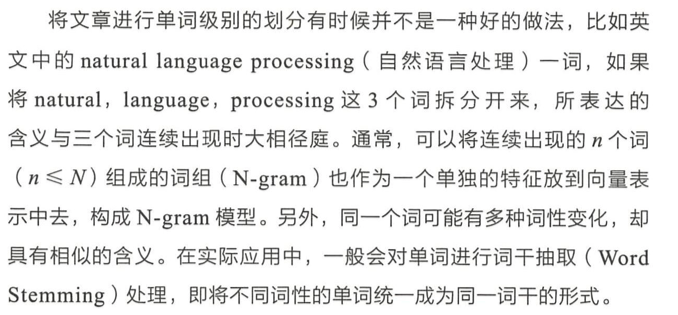 将文章进行单词级别的划分有时候并不是一种好的做法，比如英
文中的 natural language processing（自然语言处理）一词，如果
将 natural，language，processing 这 3 个词拆分开来，所表达的
含义与三个词连续出现时大相径庭。通常，可以将连续出现的 n 个词
（n ⩽ N）组成的词组（N-gram）也作为一个单独的特征放到向量表
示中去，构成 N-gram 模型。另外，同一个词可能有多种词性变化，却
具有相似的含义。在实际应用中，一般会对单词进行词干抽取（Word
Stemming）处理，即将不同词性的单词统一成为同一词干的形式。